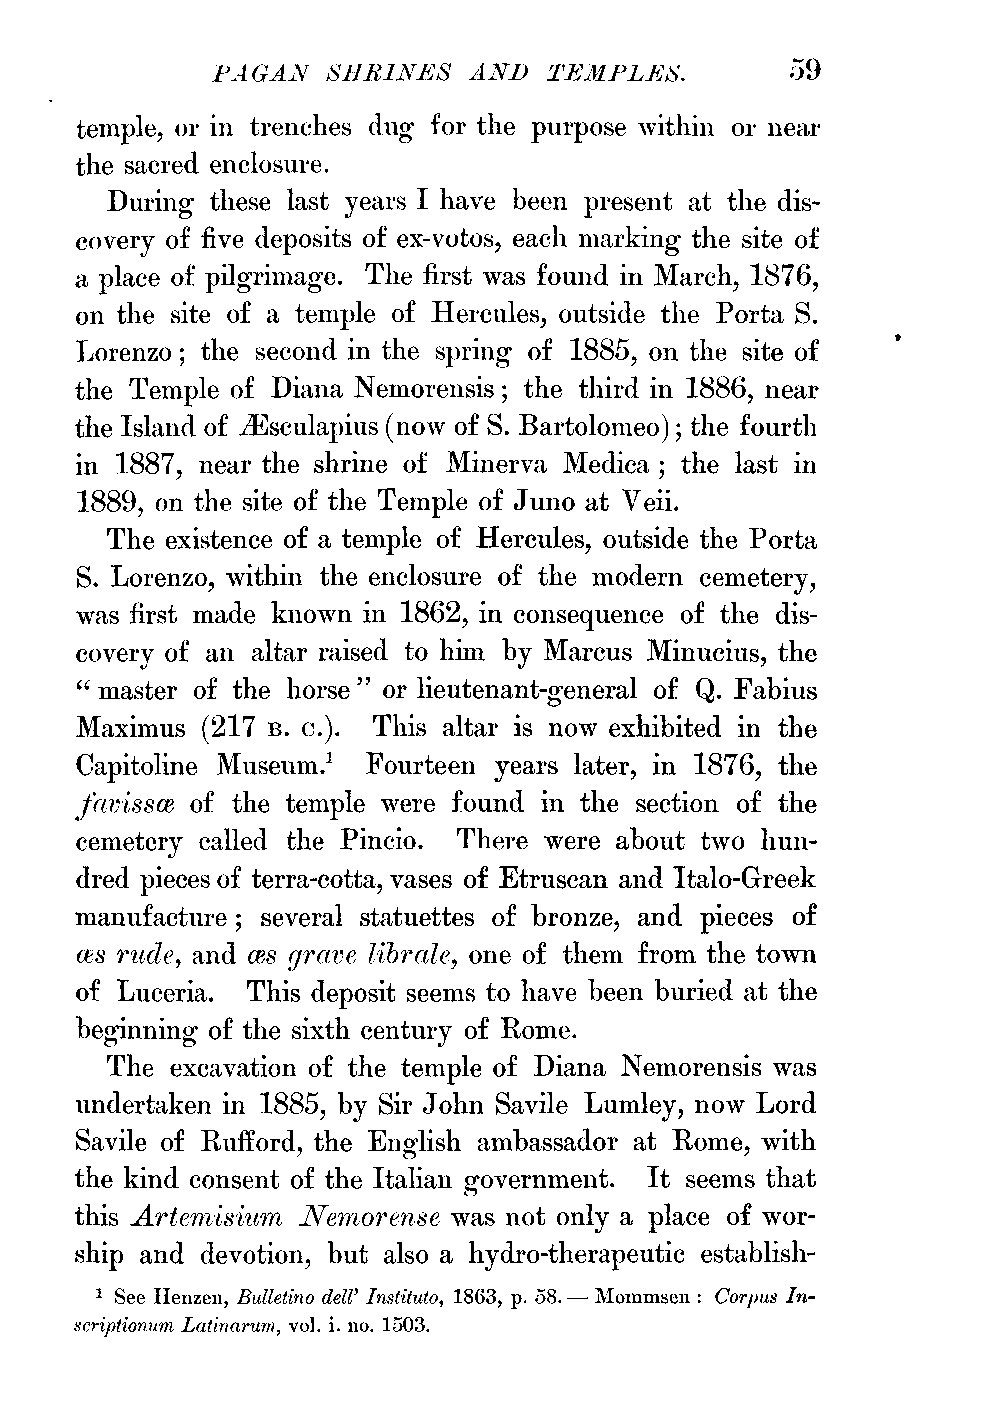 PAGAN SHRINES AND TEMPLES. 59
temple, or in trenches dug for the purpose within or near
the sacred enclosure.
During these last years I have been present at the dis-
covery of five deposits of ex-votos, each marking the site of
a place of pilgrimage. The first was found in March, 1876,
on the site of a temple of Hercules, outside the Porta S.
Lorenzo; the second in the spring of 1885, on the site of
the Temple of Diana Nemorensis; the third in 1886, near
the Island of Æsculapius (now of S. Bartolomeo); the fourth
in 1887, near the shrine of Minerva Medica; the last in
1889, on the site of the Temple of Juno at Veii.
The existence of a temple of Hercules, outside the Porta
S. Lorenzo, within the enclosure of the modern cemetery,
was first made known in 1862, in consequence of the dis-
covery of an altar raised to him by Marcus Minucius, the
“master of the horse” or lieutenant-general of Q. Fabius
Maximus (217 B. C.). This altar is now exhibited in the
Capitoline Museum.¹ Fourteen years later, in 1876, the
favissæ of the temple were found in the section of the
cemetery called the Pincio. There were about two hun-
dred pieces of terra-cotta, vases of Etruscan and Italo-Greek
manufacture; several statuettes of bronze, and pieces of
æs rude, and æs grave librale, one of them from the town
of Luceria. This deposit seems to have been buried at the
beginning of the sixth century of Rome.
The excavation of the temple of Diana Nemorensis was
undertaken in 1885, by Sir John Savile Lumley, now Lord
Savile of Rufford, the English ambassador at Rome, with
the kind consent of the Italian government. It seems that
this Artemisium Nemorense was not only a place of wor-
ship and devotion, but also a hydro-therapeutic establish-
¹ See Henzen, Bulletino dell' Instituto, 1863, p. 58. — Mommsen: Corpus In-
scriptionum Latinarum, vol. i. no. 1503.